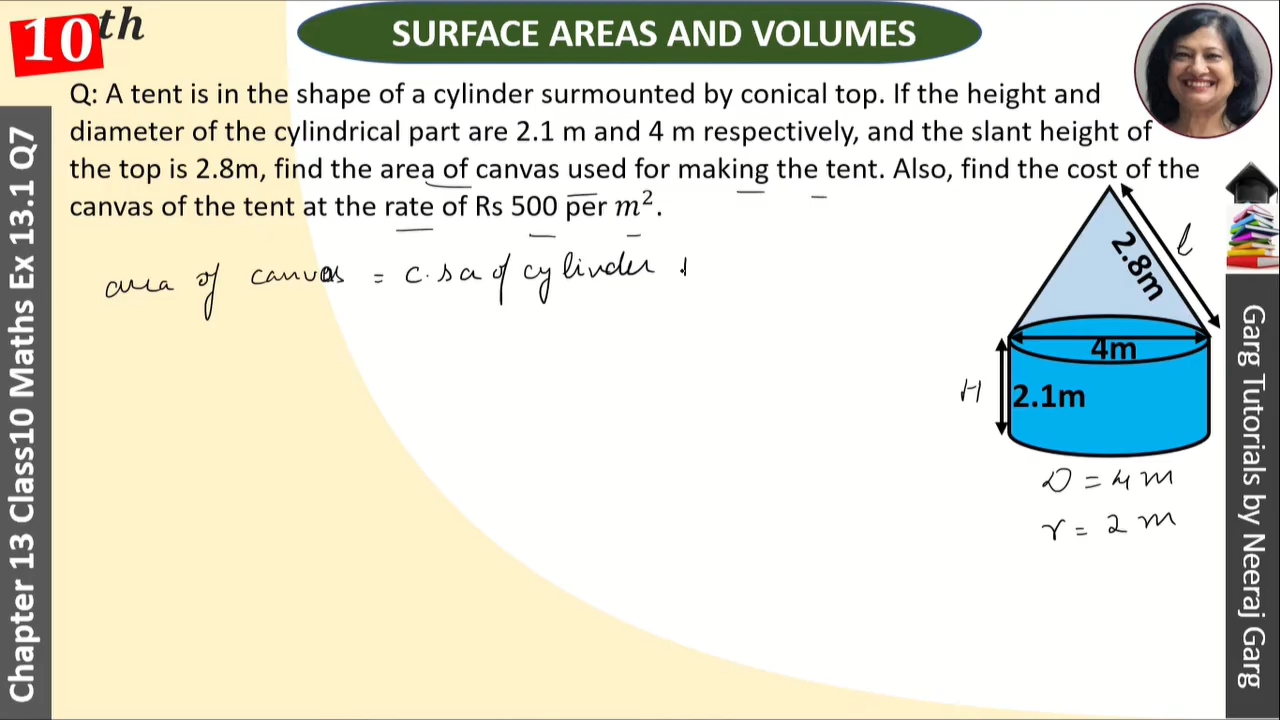 10th
SURFACE AREAS AND VOLUMES
Q: A tent is in the shape of a cylinder surmounted by conical top. If the height and
diameter of the cylindrical part are 2.1 m and 4 m respectively, and the slant height of
the top is 2.8m, find the area of canvas used for making the tent. Also, find the cost of the
canvas of the tent at the rate of Rs 500 per m².
area of canvas = c.sa of cylinder +
l
2.8m
4m
H
2.1m
D = 4 m
r = 2 m
Chapter 13 Class10 Maths Ex 13.1 Q7
Garg Tutorials by Neeraj Garg